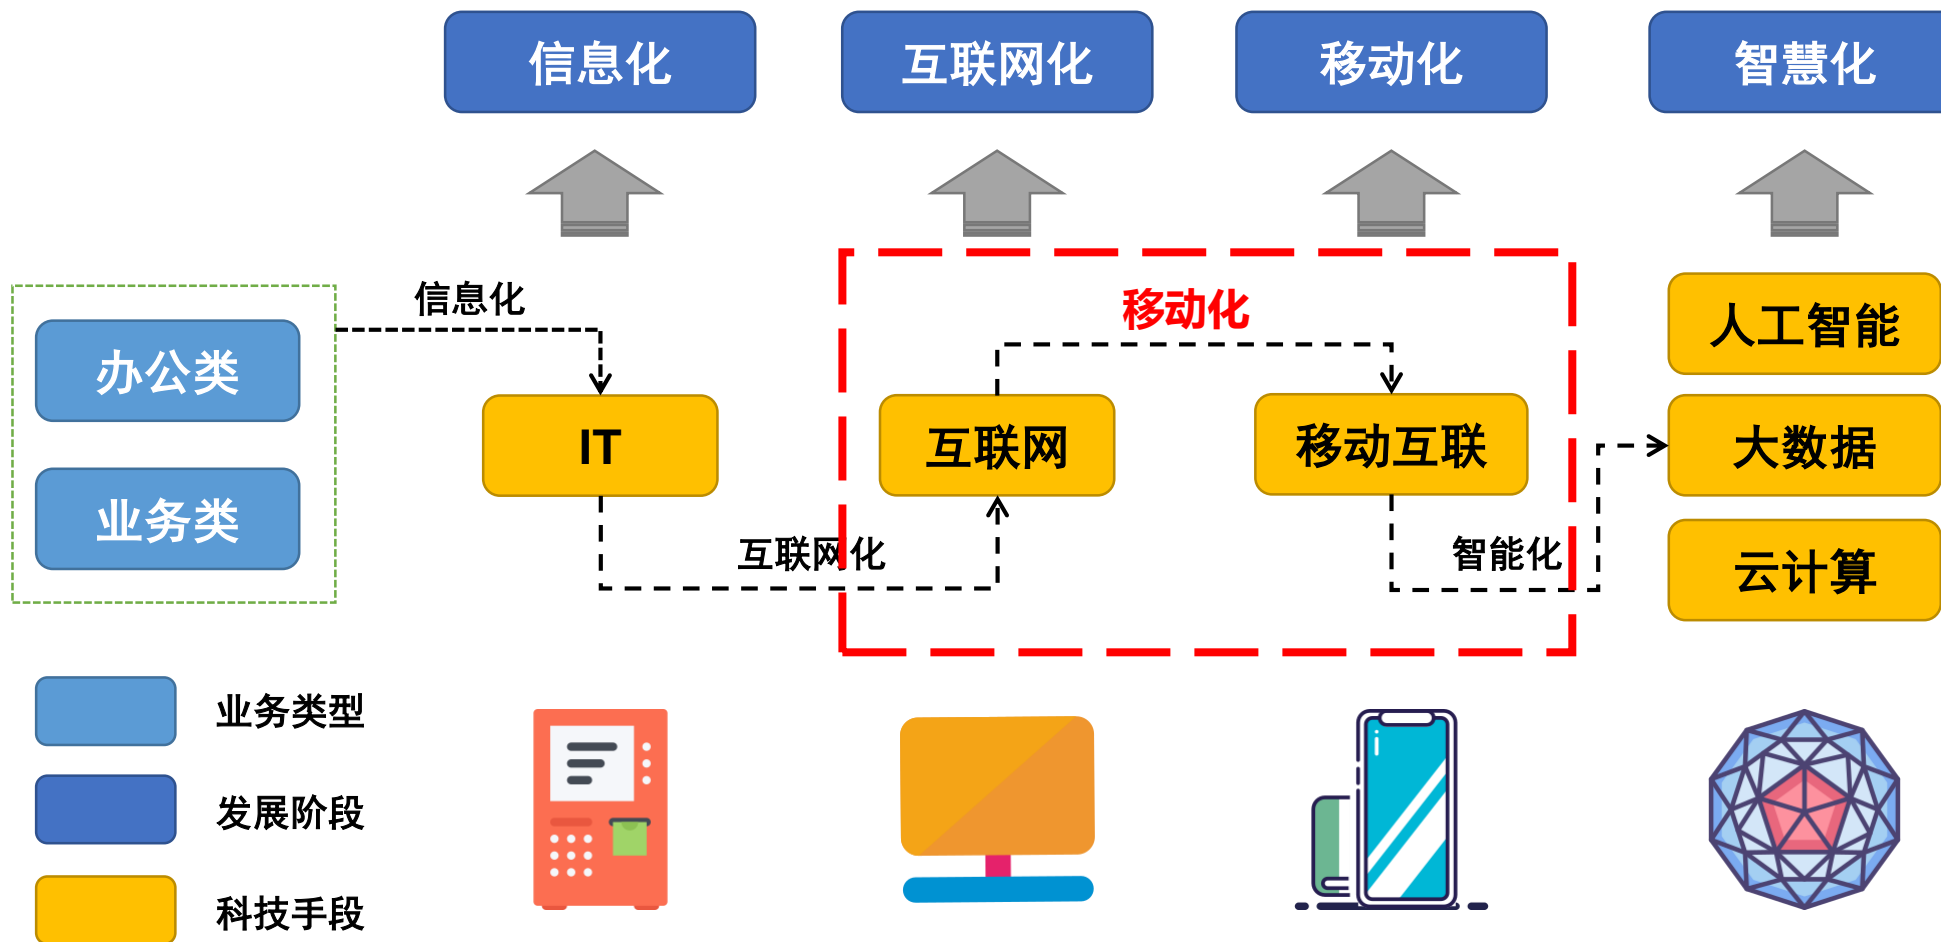 信息化
互联网化
移动化
智慧化
信息化
移动化
办公类
业务类
IT
互联网
移动互联
人工智能
大数据
云计算
互联网化
智能化
业务类型
发展阶段
科技手段